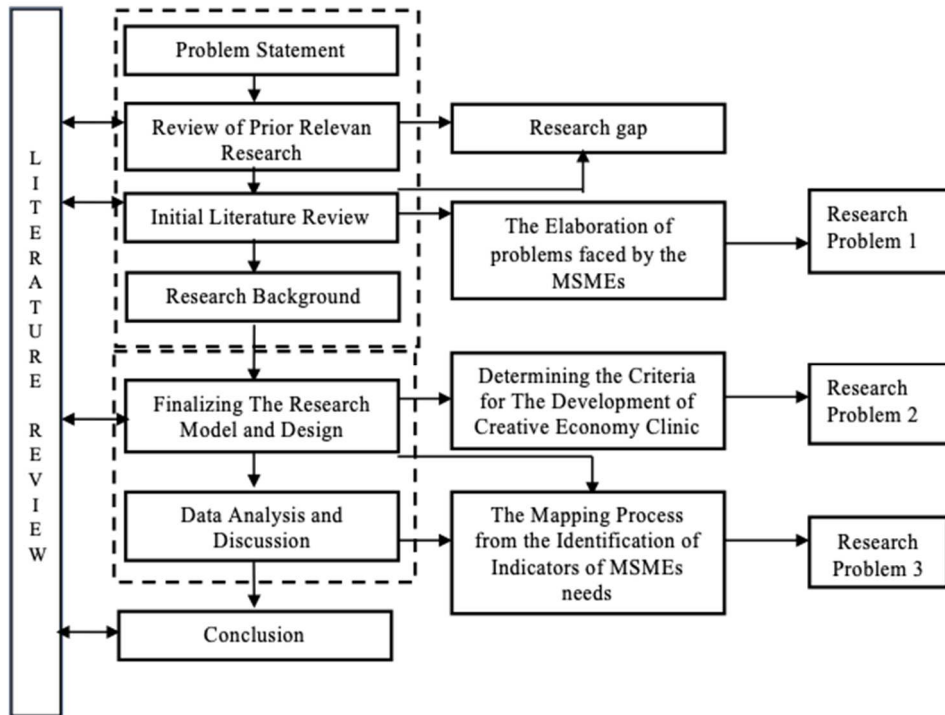 LITERATURE REVIEW
Problem Statement
Review of Prior Relevan
Research
Research gap
Initial Literature Review
The Elaboration of
problems faced by the
MSMEs
Research
Problem 1
Research Background
Finalizing The Research
Model and Design
Determining the Criteria
for The Development of
Creative Economy Clinic
Research
Problem 2
Data Analysis and
Discussion
The Mapping Process
from the Identification of
Indicators of MSMEs
needs
Research
Problem 3
Conclusion